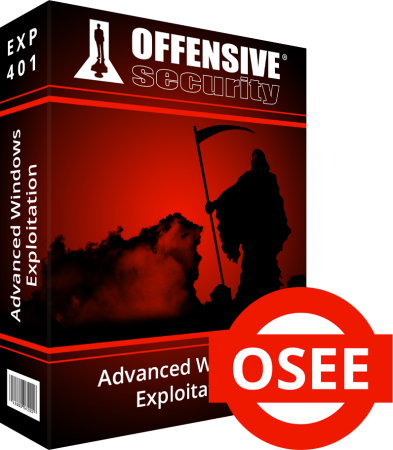 EXP
401
Advanced Windows
Exploitation
OFFENSIVE®
security
Advanced W
Exploita
OSEE